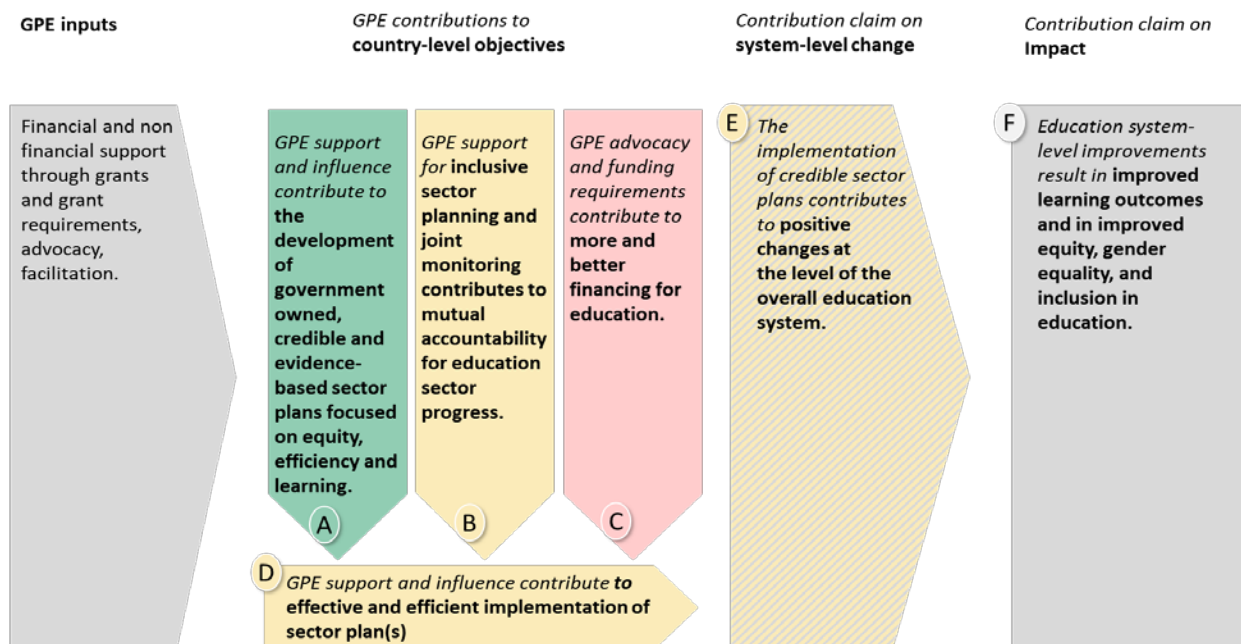 GPE inputs
GPE contributions to
country-level objectives
Contribution claim on
system-level change
Contribution claim on
Impact
Financial and non
financial support
through grants
and grant
requirements,
advocacy,
facilitation.
GPE support
and influence
contribute to
the
development
of
government
owned,
credible and
evidence-
based sector
plans focused
on equity,
efficiency and
learning.
A
GPE support
for inclusive
sector
planning and
joint
monitoring
contributes to
mutual
accountability
for education
sector
progress.
B
GPE advocacy
and funding
requirements
contribute to
more and
better
financing for
education.
C
D
GPE support and influence contribute to
effective and efficient implementation of
sector plan(s)
E
The
implementation
of credible sector
plans contributes
to positive
changes at
the level of the
overall education
system.
F
Education system-
level improvements
result in improved
learning outcomes
and in improved
equity, gender
equality, and
inclusion in
education.